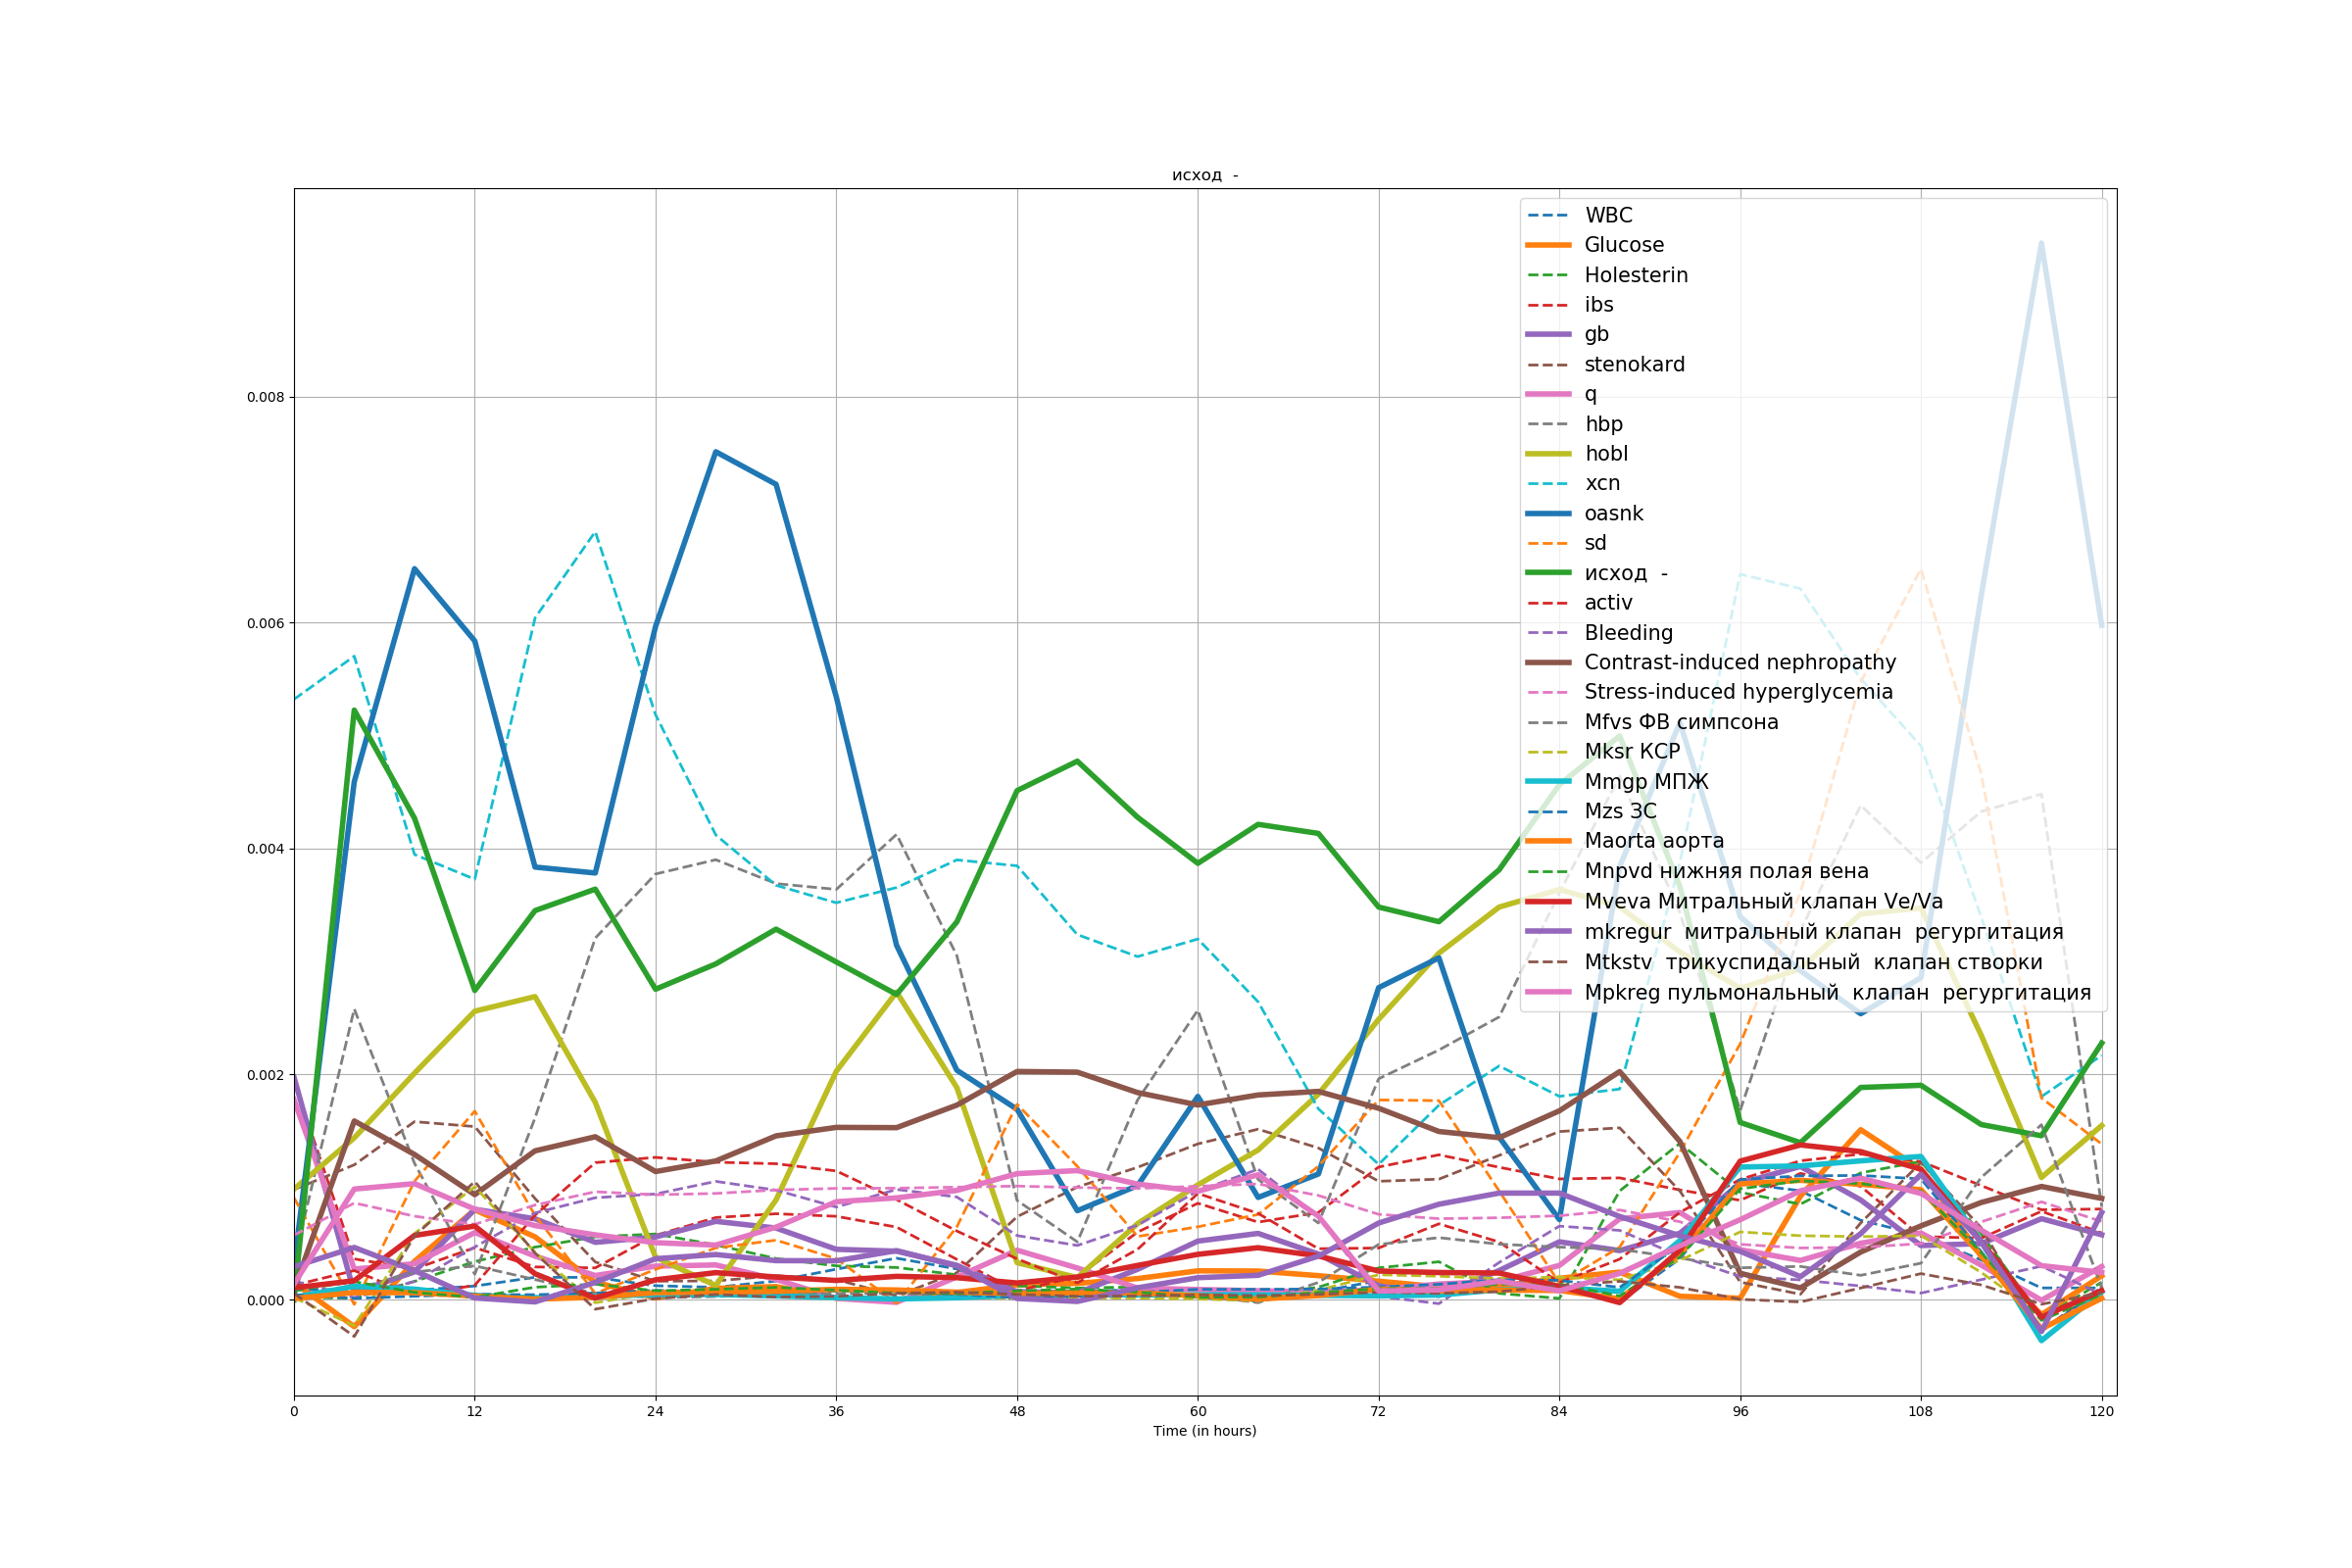 исход  -
WBC
Glucose
Holesterin
ibs
gb
stenokard
q
hbp
hobl
xcn
oasnk
sd
исход  -
activ
Bleeding
Contrast-induced nephropathy
Stress-induced hyperglycemia
Mfvs ФВ симпсона
Mksr КСР
Mmgp МПЖ
Mzs ЗС
Maorta аорта
Mnpvd нижняя полая вена
Mveva Митральный клапан Ve/Va
mkregur  митральный клапан  регургитация
Mtkstv  трикуспидальный  клапан створки
Mpkreg пульмональный  клапан  регургитация
0.008
0.006
0.004
0.002
0.000
0 12 24 36 48 60 72 84 96 108 120
Time (in hours)